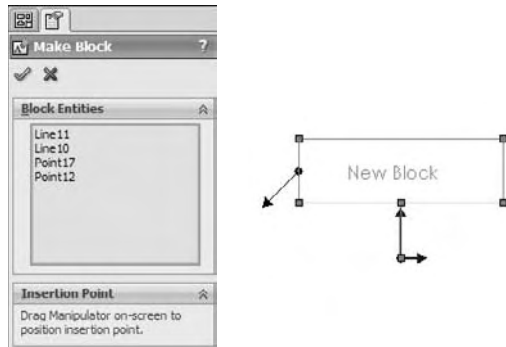 Make Block ?
Block Entities
Line11
Line10
Point17
Point12
Insertion Point
Drag Manipulator on-screen to
position insertion point.
New Block